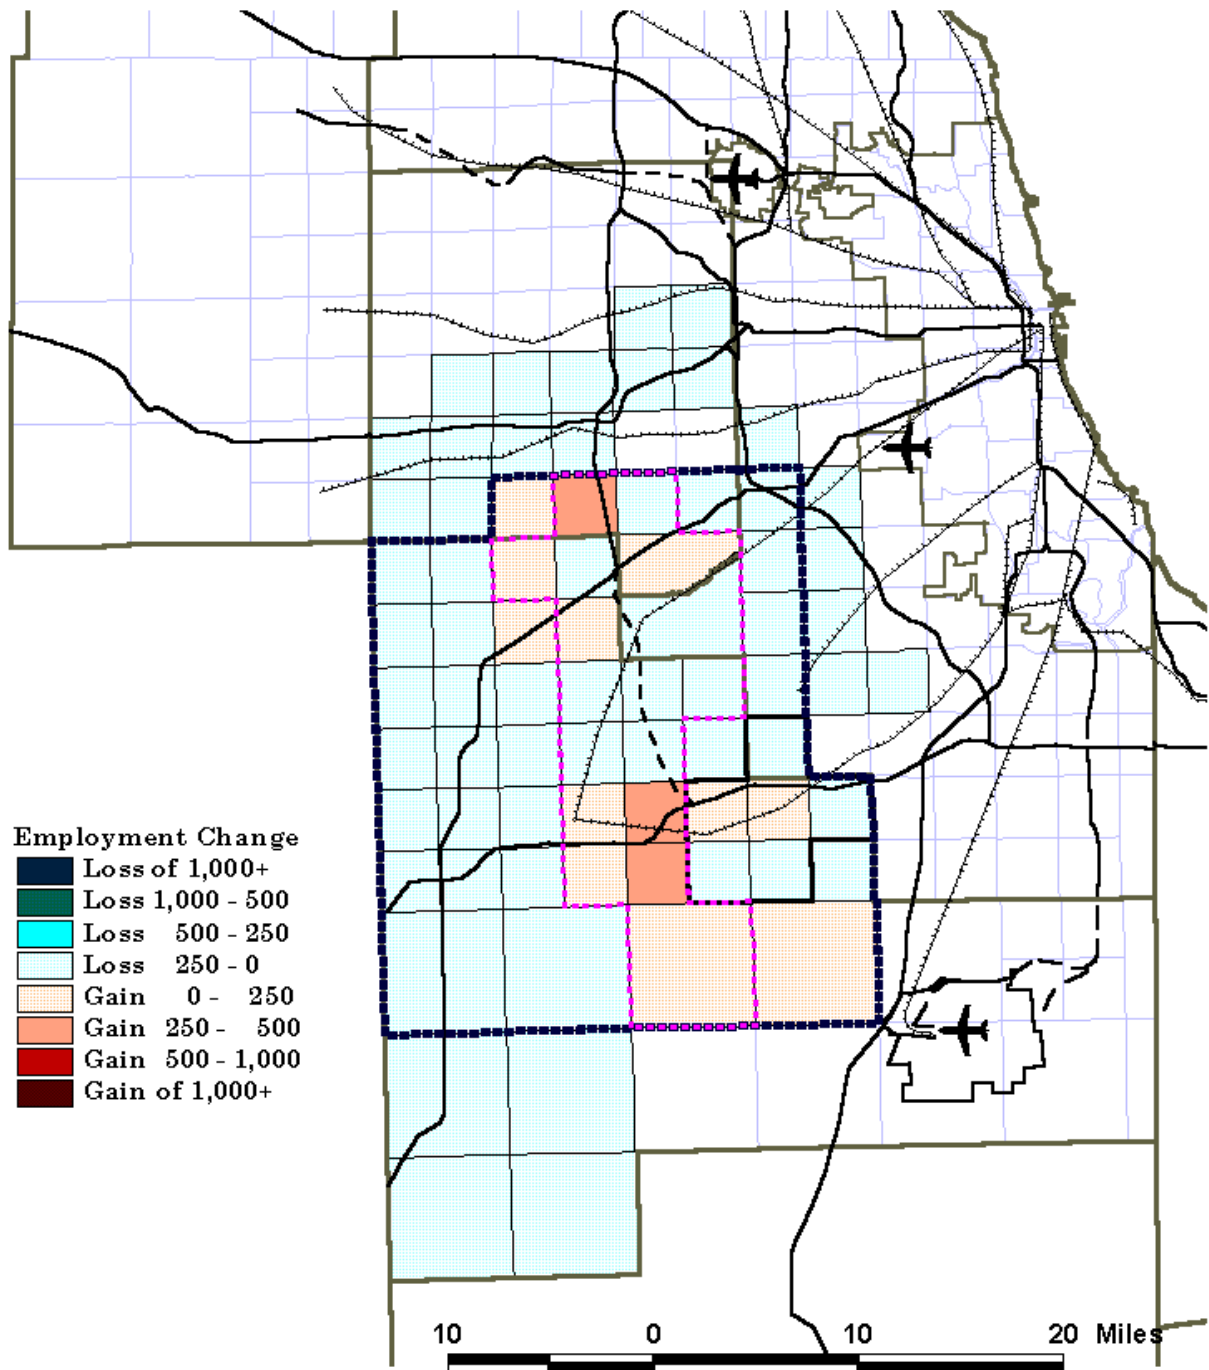 Employment Change
Loss of 1,000+
Loss 1,000 - 500
Loss 500 - 250
Loss 250 - 0
Gain 0 - 250
Gain 250 - 500
Gain 500 - 1,000
Gain of 1,000+
10 0 10 20 Miles